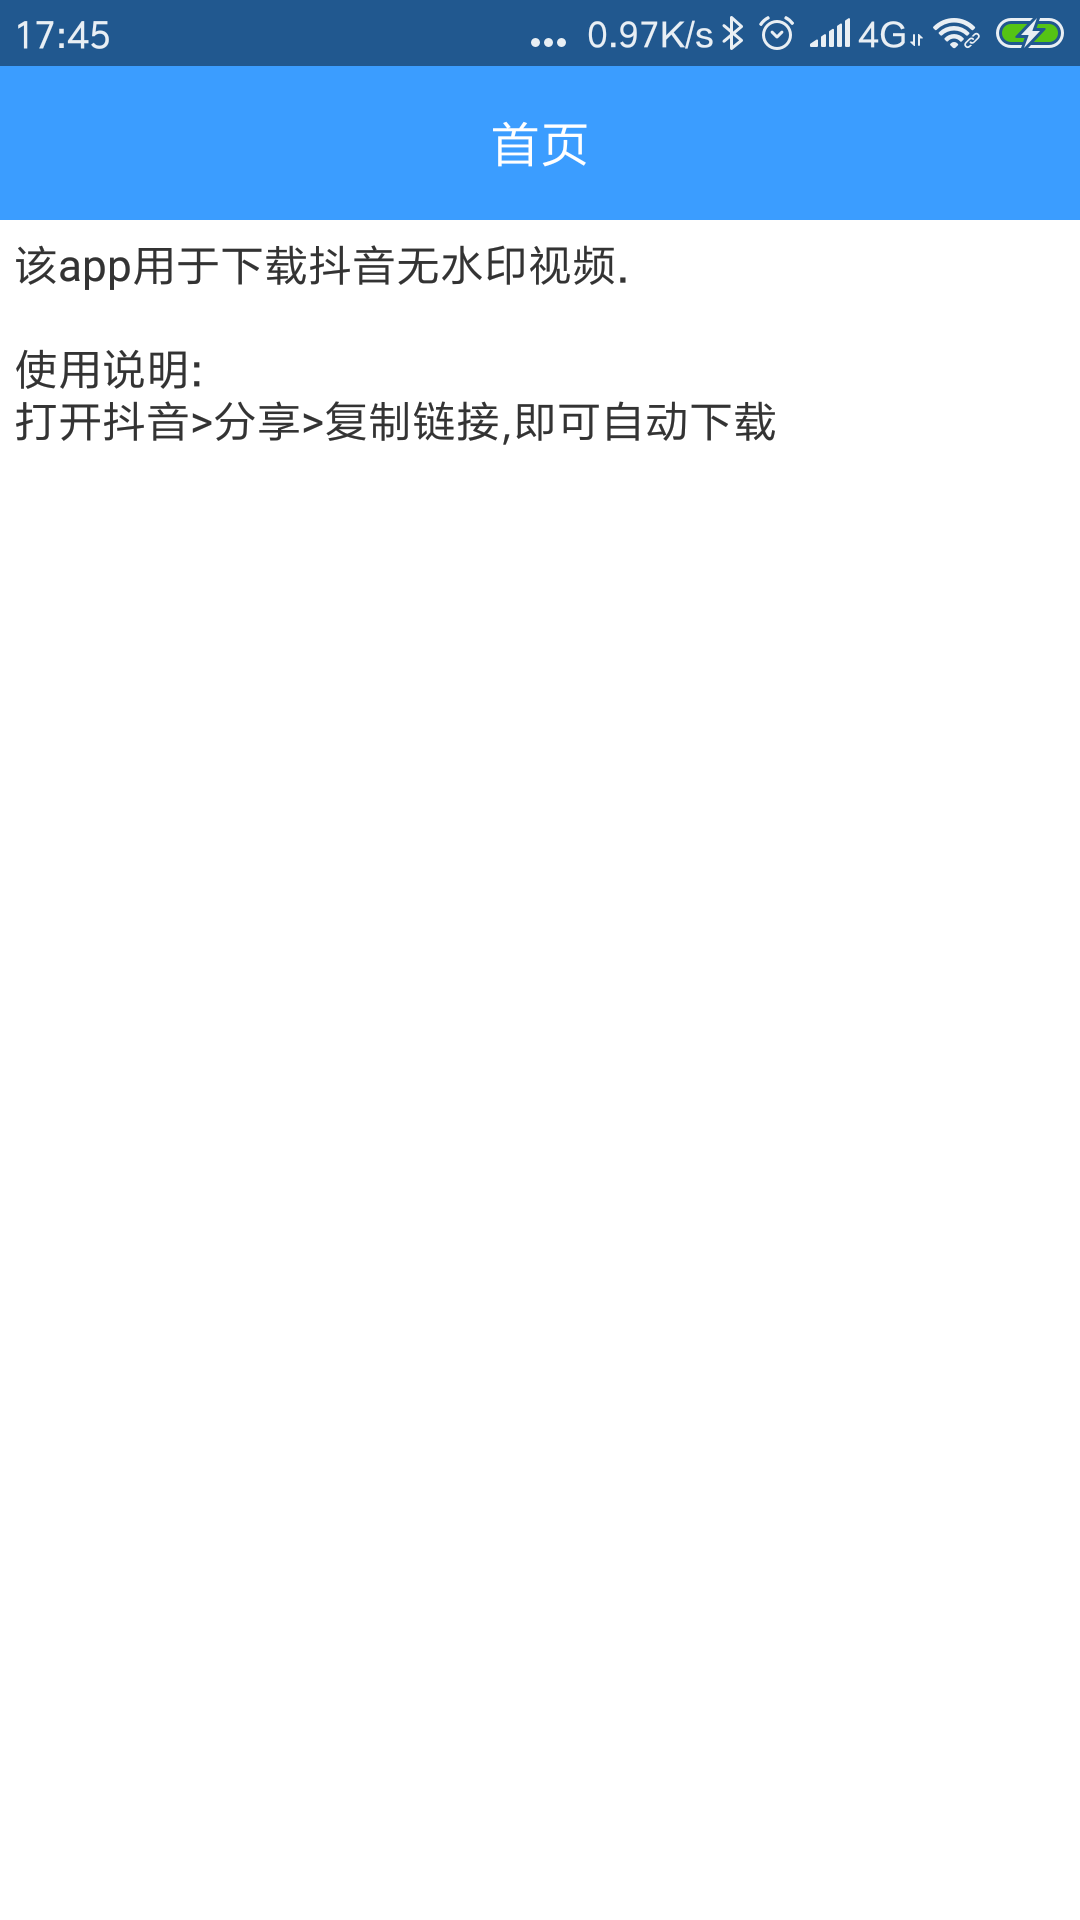 17:45 ... 0.97K/s 4G
首页
该app用于下载抖音无水印视频.
使用说明:
打开抖音>分享>复制链接,即可自动下载